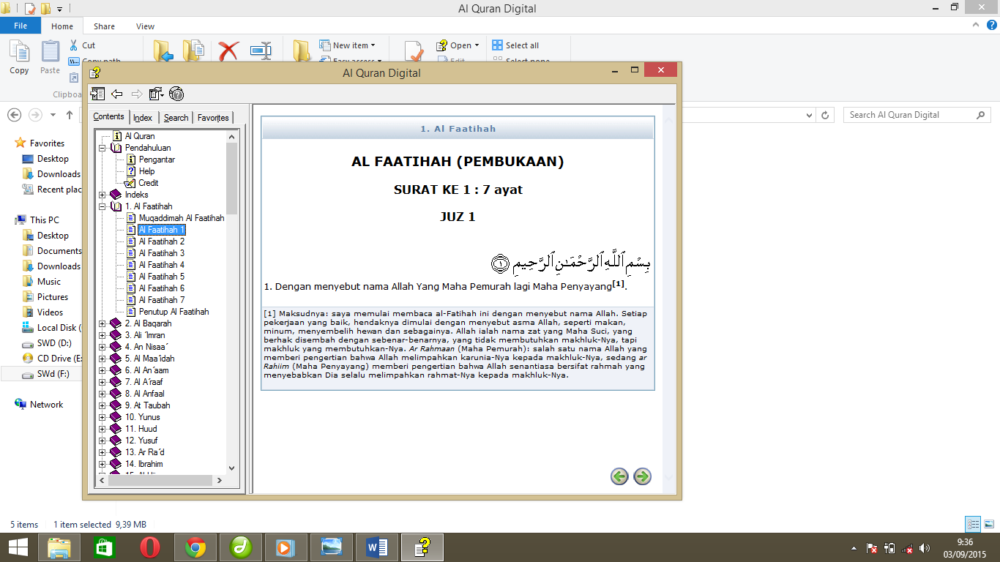 Al Quran Digital
File Home Share View
Copy
Paste
Cut
Copy path
New item
Easy access
Open
Edit
Select all
Select none
Clipboa
Search Al Quran Digital
Favorites
Desktop
Downloads
Recent plac
This PC
Desktop
Documents
Downloads
Music
Pictures
Videos
Local Disk (
SWD (D:)
CD Drive (E:
SWd (F:)
Network
Al Quran Digital
Contents Index Search Favorites
Al Quran
Pendahuluan
Pengantar
Help
Credit
Indeks
1. Al Faatihah
Muqaddimah Al Faatihah
Al Faatihah 1
Al Faatihah 2
Al Faatihah 3
Al Faatihah 4
Al Faatihah 5
Al Faatihah 6
Al Faatihah 7
Penutup Al Faatihah
2. Al Baqarah
3. Ali ´Imran
4. An Nisaa´
5. Al Maa´idah
6. Al An´aam
7. Al A´raaf
8. Al Anfaal
9. At Taubah
10. Yunus
11. Huud
12. Yusuf
13. Ar Ra´d
14. Ibrahim
1. Al Faatihah
AL FAATIHAH (PEMBUKAAN)
SURAT KE 1 : 7 ayat
JUZ 1
بِسْمِ ٱللَّهِ ٱلرَّحْمَـٰنِ ٱلرَّحِيمِ ١
1. Dengan menyebut nama Allah Yang Maha Pemurah lagi Maha Penyayang[1].
[1] Maksudnya: saya memulai membaca al-Fatihah ini dengan menyebut nama Allah. Setiap
pekerjaan yang baik, hendaknya dimulai dengan menyebut asma Allah, seperti makan,
minum, menyembelih hewan dan sebagainya. Allah ialah nama zat yang Maha Suci, yang
berhak disembah dengan sebenar-benarnya, yang tidak membutuhkan makhluk-Nya, tapi
makhluk yang membutuhkan-Nya. Ar Rahmaan (Maha Pemurah): salah satu nama Allah yang
memberi pengertian bahwa Allah melimpahkan karunia-Nya kepada makhluk-Nya, sedang ar
Rahiim (Maha Penyayang) memberi pengertian bahwa Allah senantiasa bersifat rahmah yang
menyebabkan Dia selalu melimpahkan rahmat-Nya kepada makhluk-Nya.
5 items 1 item selected 9,39 MB
9:36
03/09/2015